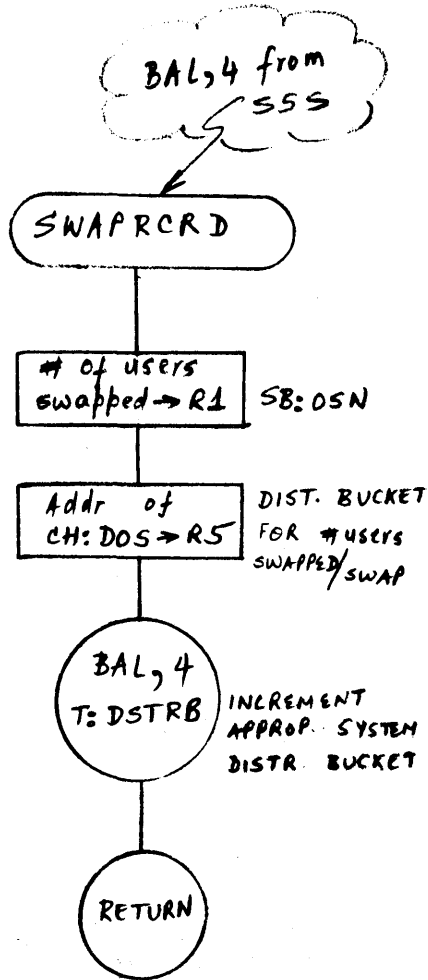 BAL,4 from
SSS
SWAPRCRD
# of users
swapped → R1
SB:OSN
Addr of
CH:DOS → R5
DIST. BUCKET
FOR # users
SWAPPED/SWAP
BAL,4
T:DSTRB
INCREMENT
APPROP. SYSTEM
DISTR. BUCKET
RETURN